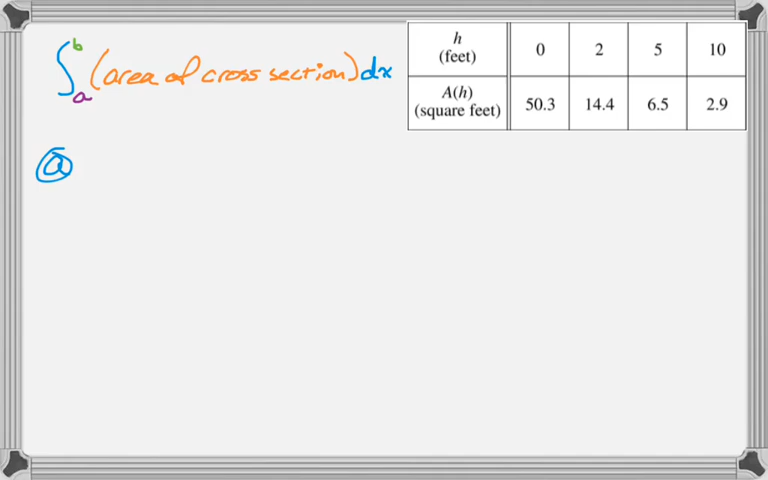 ∫_a^b (area of cross section) dx
h
(feet) 0 2 5 10
A(h)
(square feet) 50.3 14.4 6.5 2.9
ⓐ